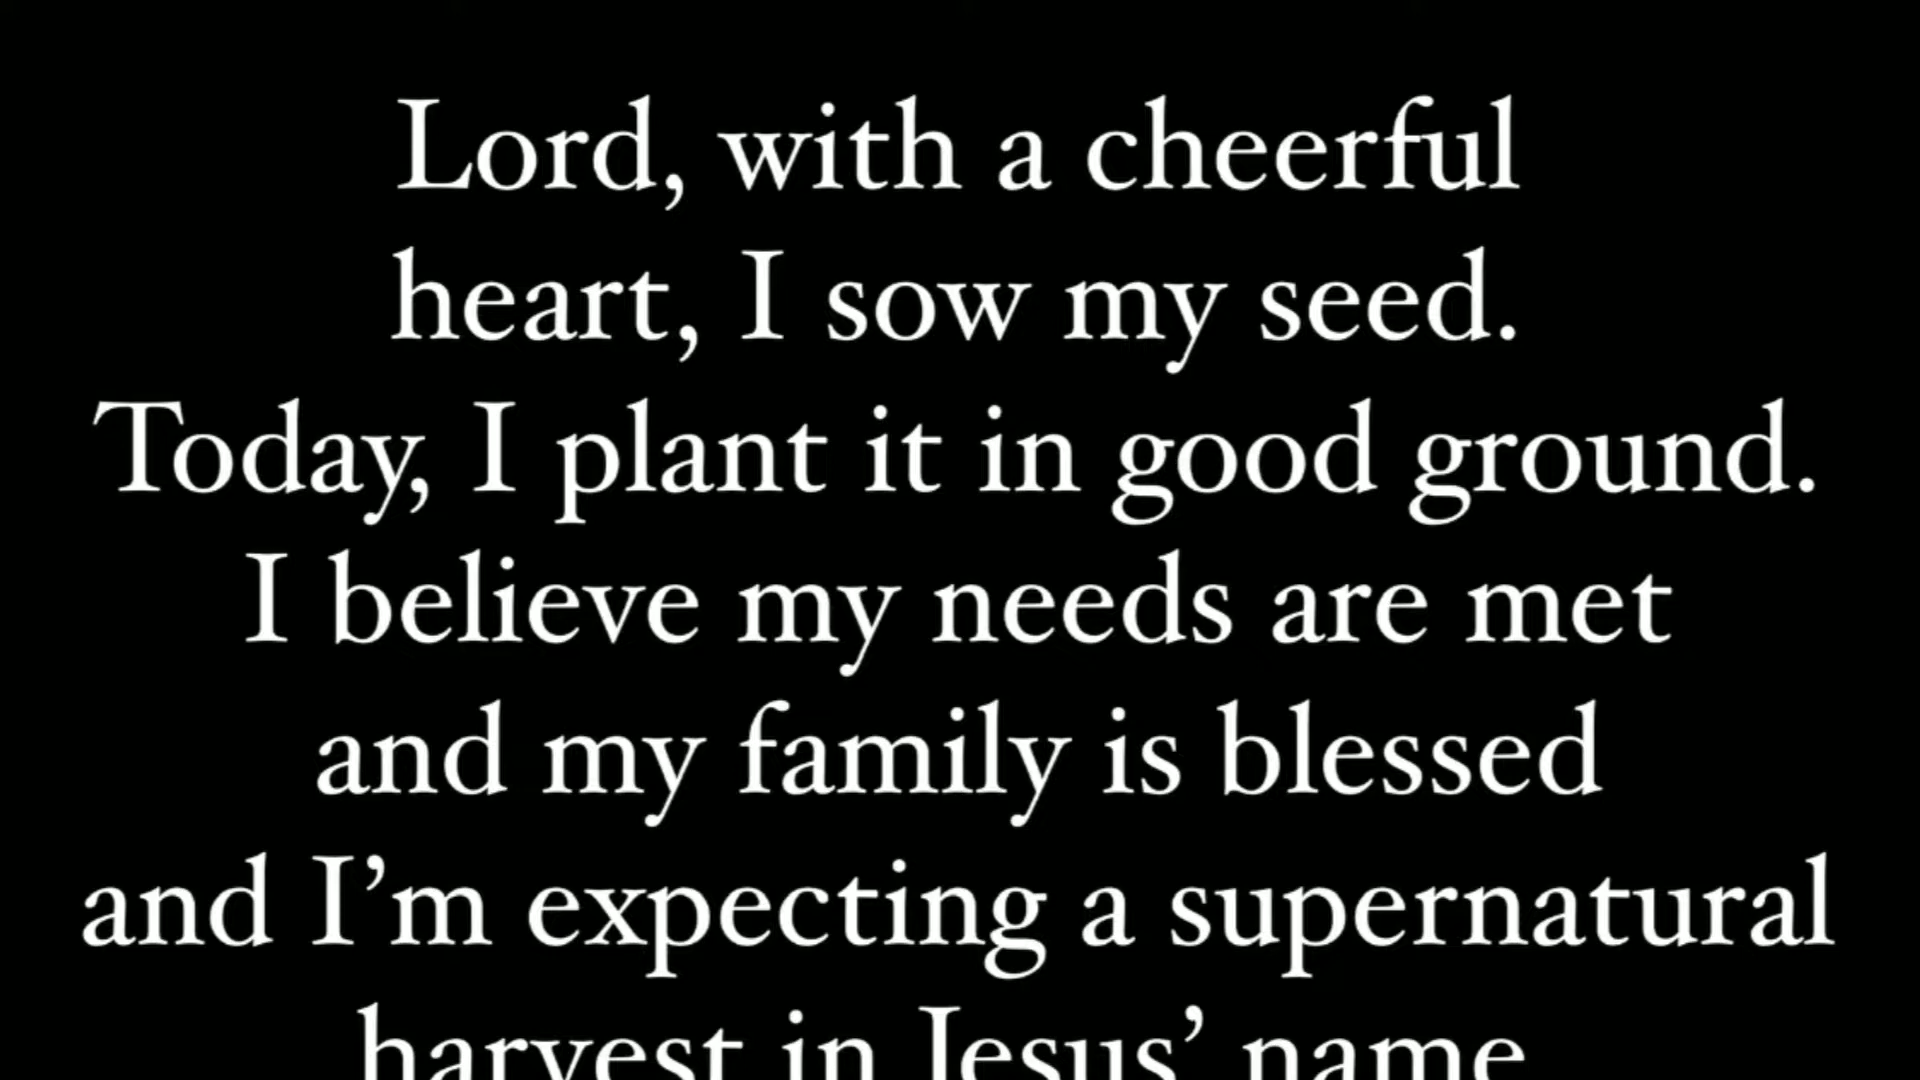 Lord, with a cheerful
heart, I sow my seed.
Today, I plant it in good ground.
I believe my needs are met
and my family is blessed
and I’m expecting a supernatural
harvest in Jesus’ name